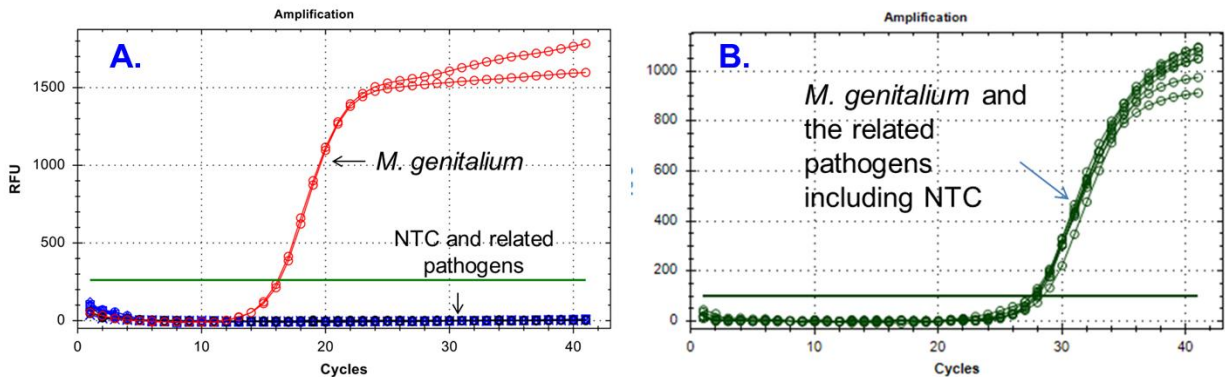 Amplification
A.
1500
1000
500
0
RFU
M. genitalium
NTC and related
pathogens
0
10
20
30
40
Cycles
Amplification
B.
1000
800
600
400
200
0
M. genitalium and
the related
pathogens
including NTC
0
10
20
30
40
Cycles